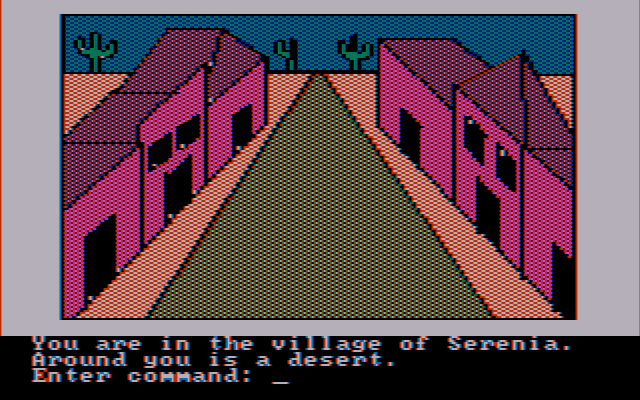 You are in the village of Serenia.
Around you is a desert.
Enter command: _